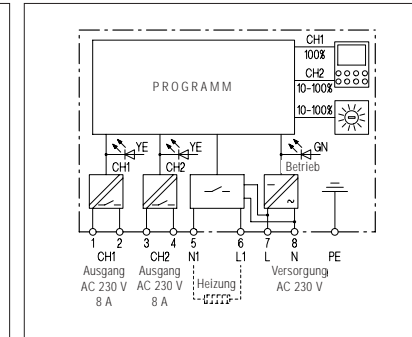 CH1
100%
PROGRAMM
CH2
10-100%
10-100%
YE
YE
GN
CH1
CH2
Betrieb
1 2 3 4 5 6 7 8
CH1 CH2 N1 L1 L N PE
Ausgang Ausgang Heizung Versorgung
AC 230 V AC 230 V AC 230 V
8 A 8 A